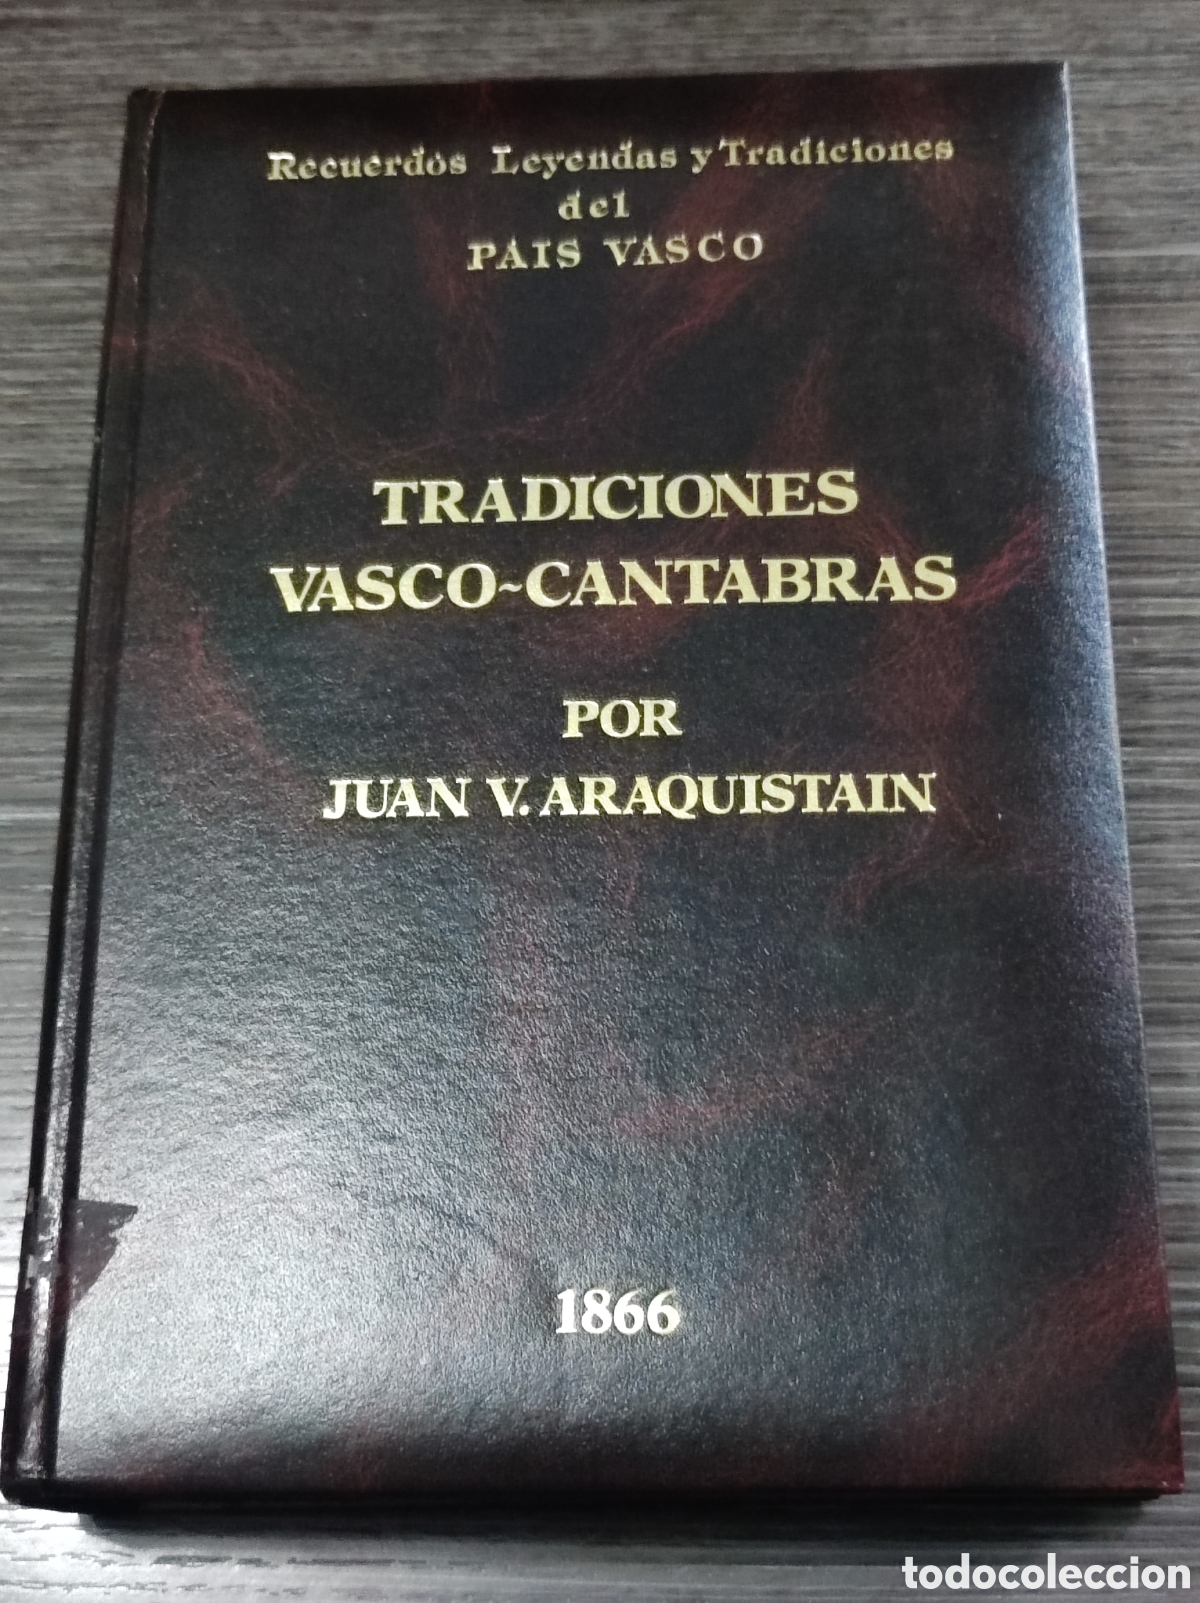 Recuerdos Leyendas y Tradiciones
del
PAIS VASCO
TRADICIONES
VASCO-CANTABRAS
POR
JUAN V. ARAQUISTAIN
1866
todocoleccion